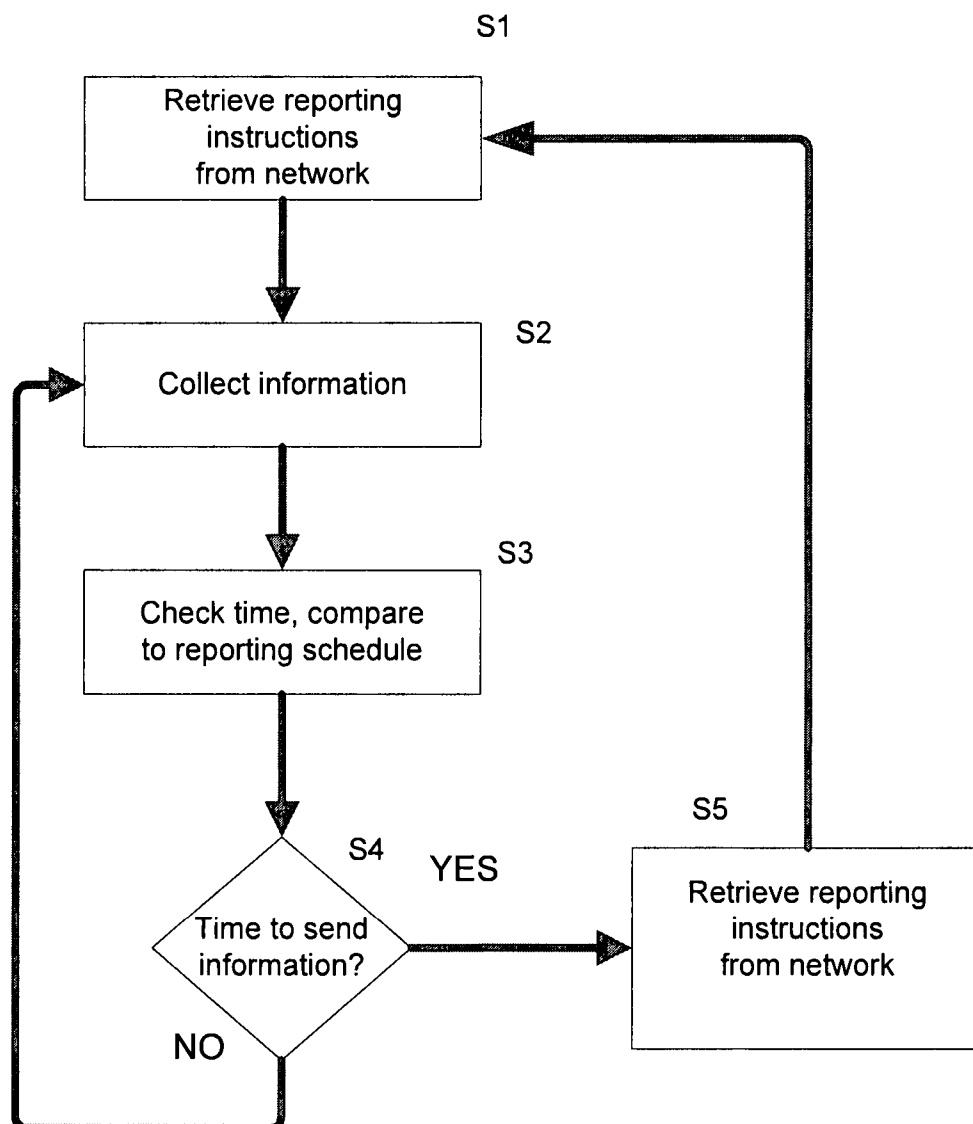 S1
Retrieve reporting
instructions
from network
S2
Collect information
S3
Check time, compare
to reporting schedule
S4
YES
Time to send
information?
NO
S5
Retrieve reporting
instructions
from network